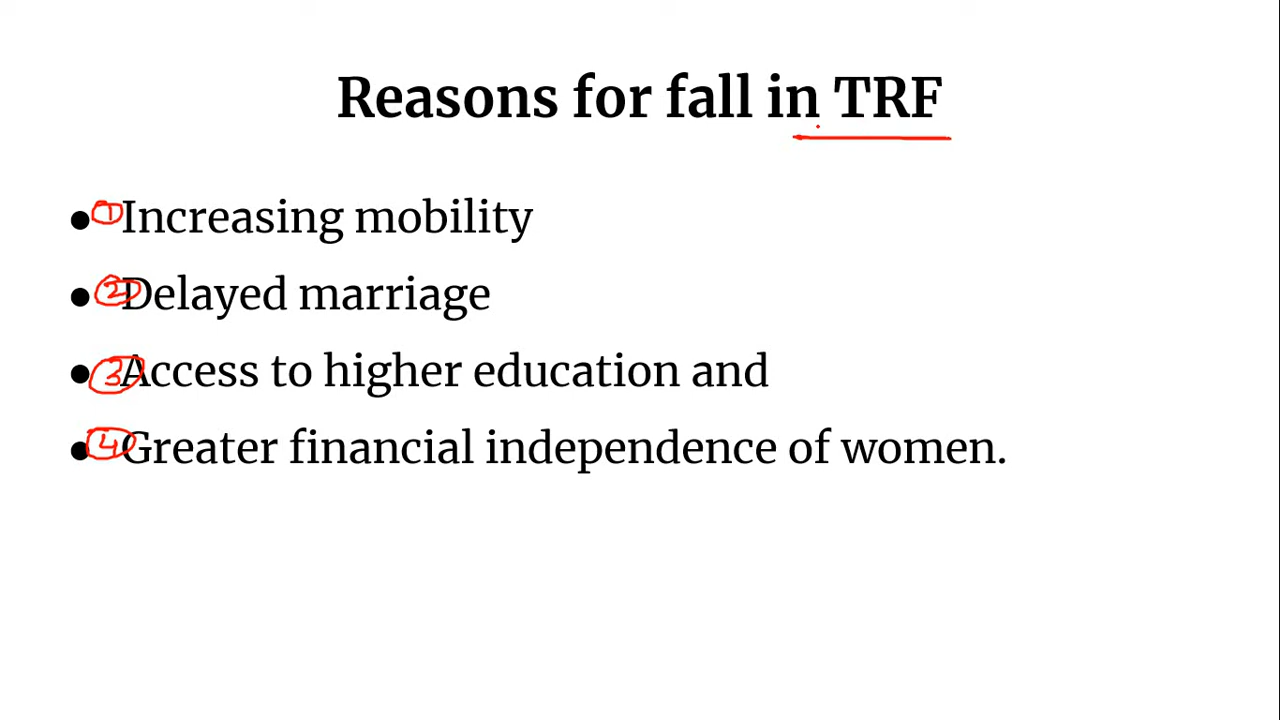 Reasons for fall in TRF
● ① Increasing mobility
● ② Delayed marriage
● ③ Access to higher education and
● ④ Greater financial independence of women.